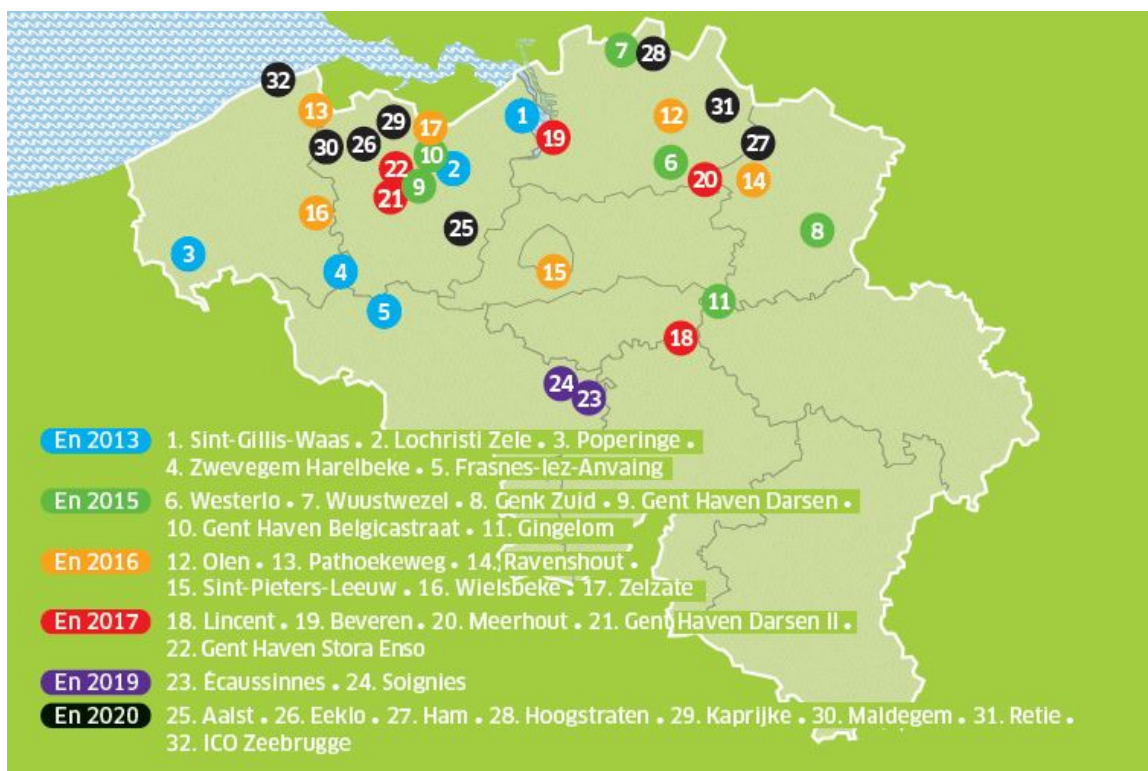 7 28
32
31
13
29
1
12
17
19
26
30
27
10
6
22
2
20
14
9
21
16
25
8
3
4
15
11
5
18
24
23
En 2013 1. Sint-Gillis-Waas • 2. Lochristi Zele • 3. Poperinge •
4. Zwevegem Harelbeke • 5. Frasnes-lez-Anvaing
En 2015 6. Westerlo • 7. Wuustwezel • 8. Genk Zuid • 9. Gent Haven Darsen •
10. Gent Haven Belgicastraat • 11. Gingelom
En 2016 12. Olen • 13. Pathoekeweg • 14. Ravenshout •
15. Sint-Pieters-Leeuw • 16. Wielsbeke • 17. Zelzate
En 2017 18. Lincent • 19. Beveren • 20. Meerhout • 21. Gent Haven Darsen II •
22. Gent Haven Stora Enso
En 2019 23. Écaussinnes • 24. Soignies
En 2020 25. Aalst • 26. Eeklo • 27. Ham • 28. Hoogstraten • 29. Kaprijke • 30. Maldegem • 31. Retie •
32. ICO Zeebrugge